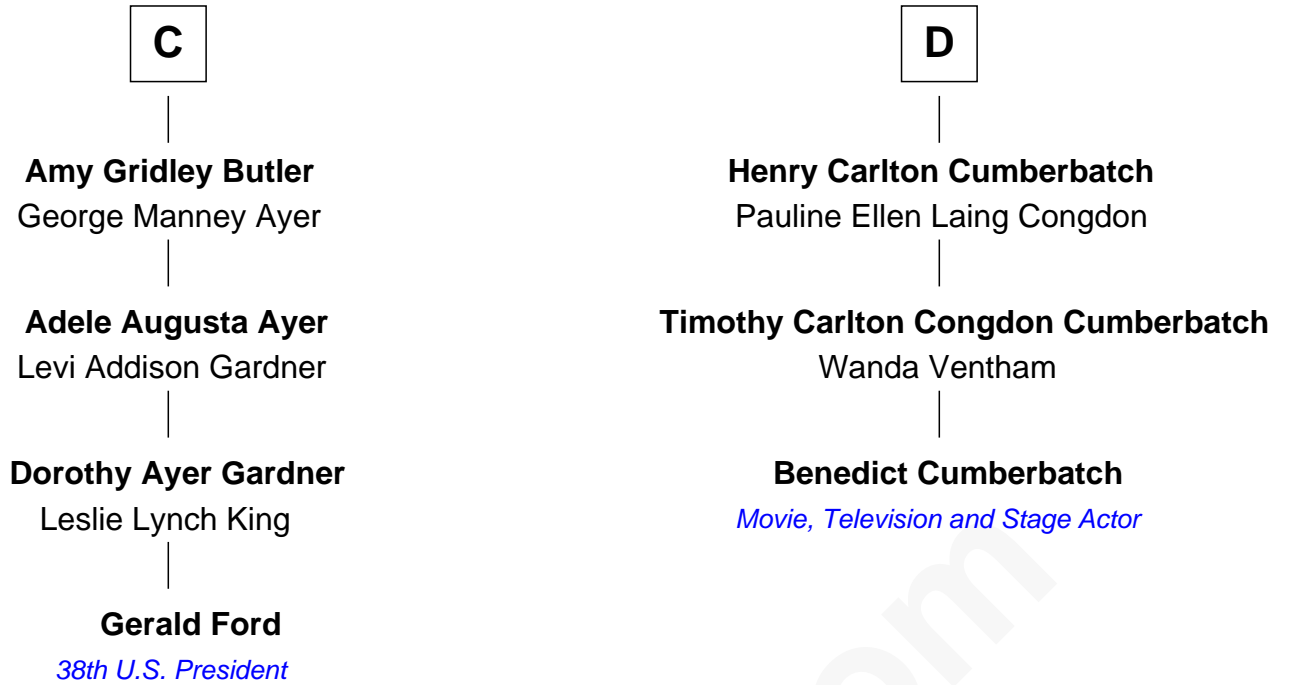 C
Amy Gridley Butler
George Manney Ayer
Adele Augusta Ayer
Levi Addison Gardner
Dorothy Ayer Gardner
Leslie Lynch King
Gerald Ford
38th U.S. President
D
Henry Carlton Cumberbatch
Pauline Ellen Laing Congdon
Timothy Carlton Congdon Cumberbatch
Wanda Ventham
Benedict Cumberbatch
Movie, Television and Stage Actor
om